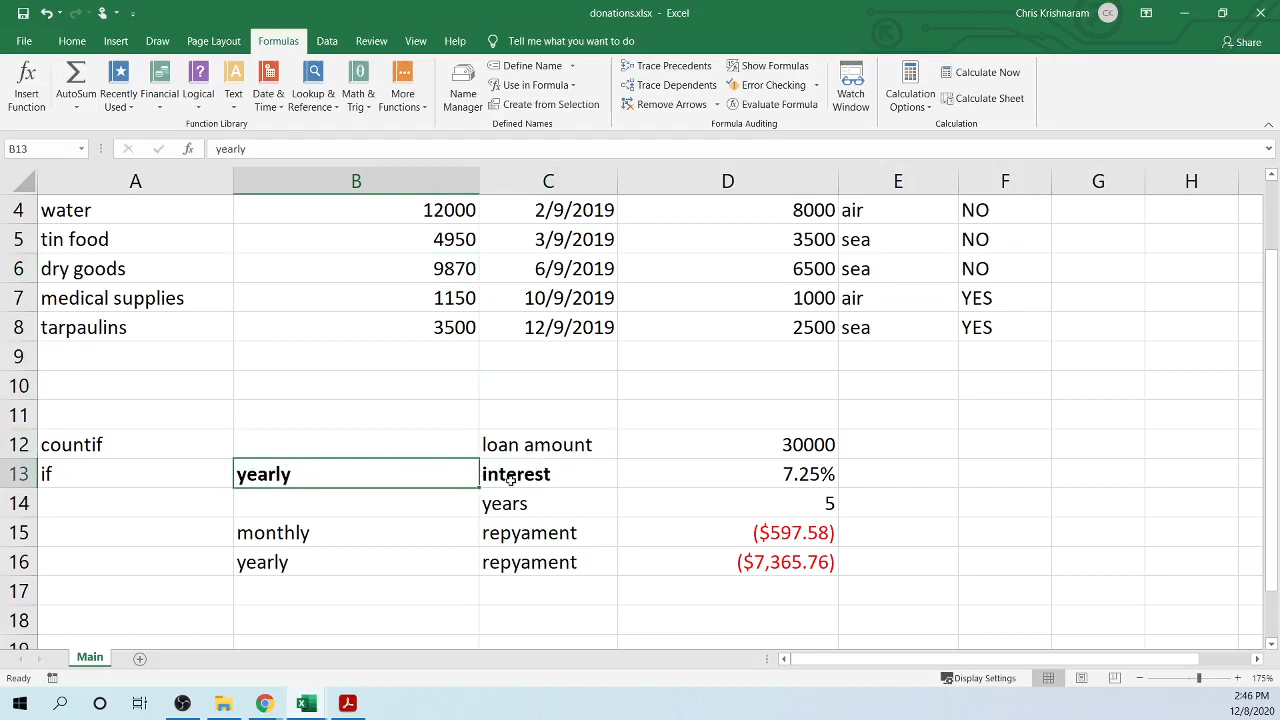 donations.xlsx - Excel
Chris Krishnaram CK
File Home Insert Draw Page Layout Formulas Data Review View Help Tell me what you want to do Share
Insert Function
AutoSum
Recently Used
Financial
Logical
Text
Date & Time
Lookup & Reference
Math & Trig
More Functions
Function Library
Name Manager
Define Name
Use in Formula
Create from Selection
Defined Names
Trace Precedents
Trace Dependents
Remove Arrows
Show Formulas
Error Checking
Evaluate Formula
Formula Auditing
Watch Window
Calculation Options
Calculate Now
Calculate Sheet
Calculation
B13 fx yearly
A B C D E F G H
4 water 12000 2/9/2019 8000 air NO
5 tin food 4950 3/9/2019 3500 sea NO
6 dry goods 9870 6/9/2019 6500 sea NO
7 medical supplies 1150 10/9/2019 1000 air YES
8 tarpaulins 3500 12/9/2019 2500 sea YES
9
10
11
12 countif loan amount 30000
13 if yearly interest 7.25%
14 years 5
15 monthly repyament ($597.58)
16 yearly repyament ($7,365.76)
17
18
19
Main
Ready Display Settings 175%
2:46 PM
12/8/2020